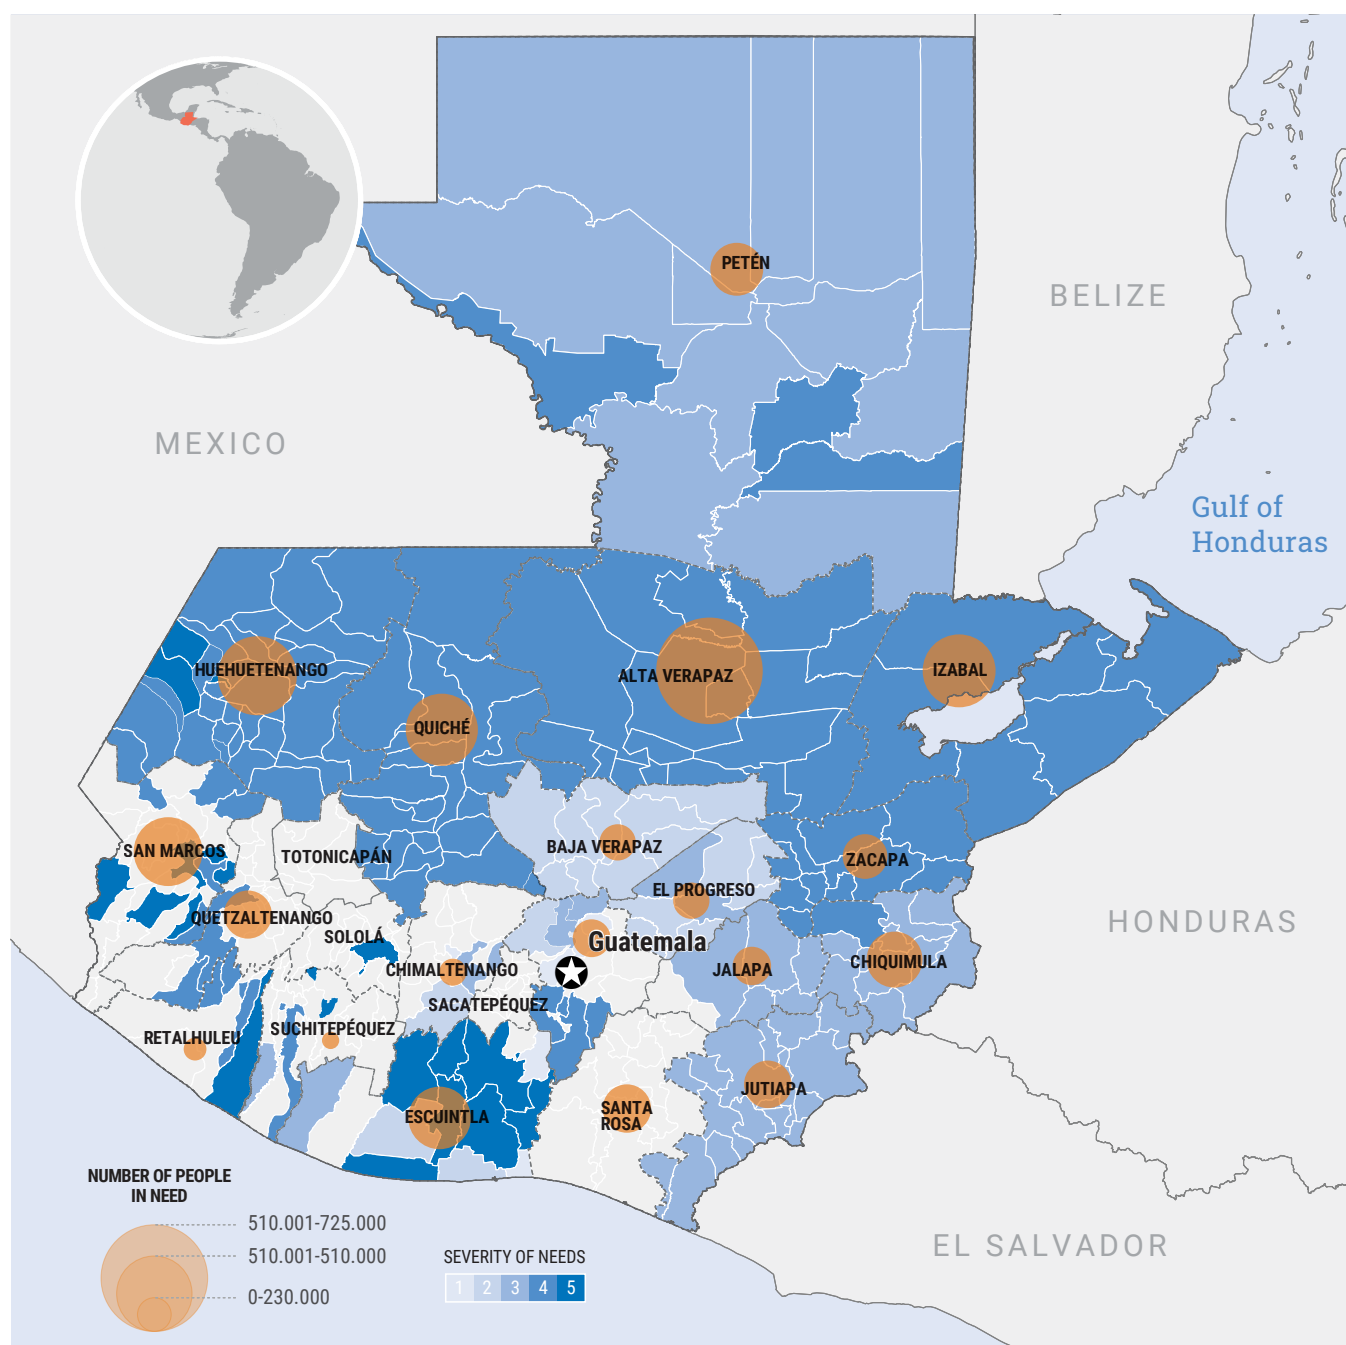 PETÉN
BELIZE
MEXICO
Gulf of
Honduras
HUEHUETENANGO
ALTA VERAPAZ
IZABAL
QUICHÉ
SAN MARCOS
TOTONICAPÁN
BAJA VERAPAZ
ZACAPA
EL PROGRESO
QUETZALTENANGO
SOLOLÁ
Guatemala
HONDURAS
CHIMALTENANGO
JALAPA
CHIQUIMULA
SACATEPÉQUEZ
RETALHULEU
SUCHITEPÉQUEZ
JUTIAPA
ESCUINTLA
SANTA
ROSA
EL SALVADOR
NUMBER OF PEOPLE
IN NEED
510.001-725.000
510.001-510.000
0-230.000
SEVERITY OF NEEDS
1 2 3 4 5